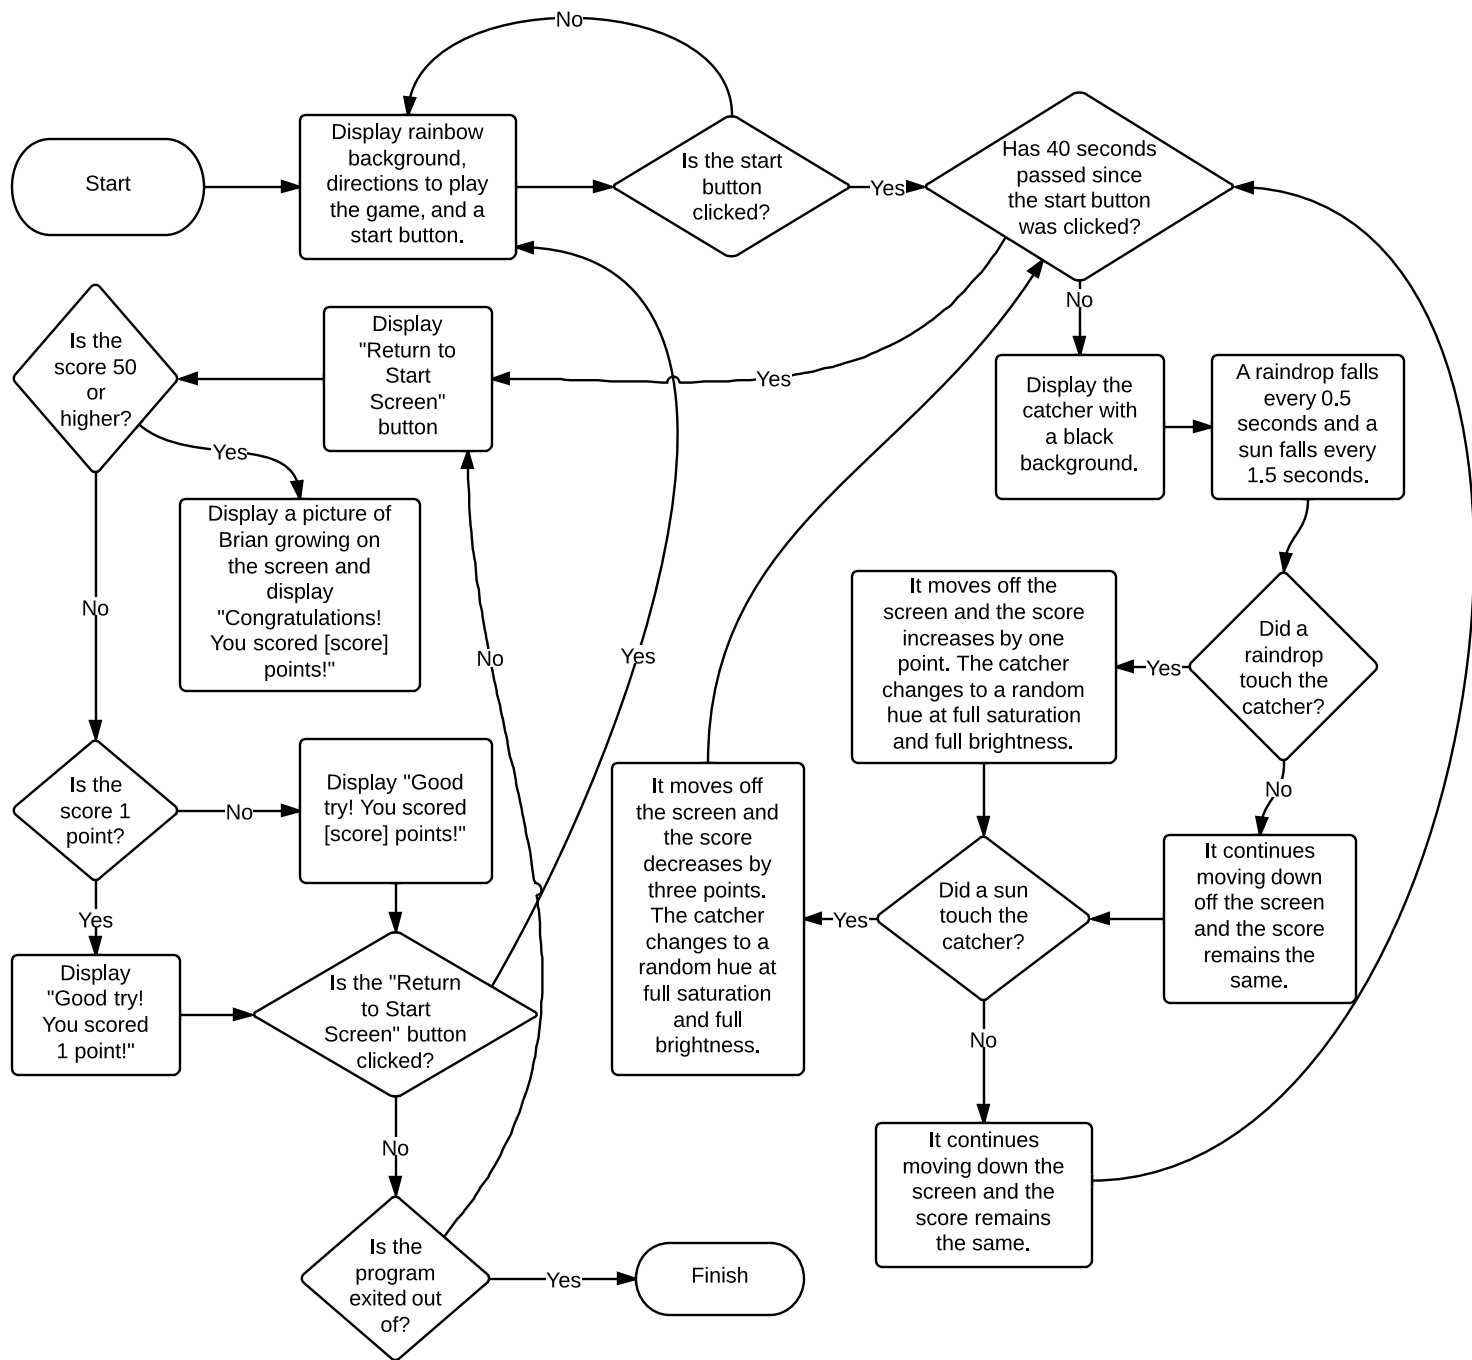 No
Start
Display rainbow
background,
directions to play
the game, and a
start button.
Is the start
button
clicked?
Yes
Has 40 seconds
passed since
the start button
was clicked?
No
Is the
score 50
or
higher?
Display
"Return to
Start
Screen"
button
Yes
Display the
catcher with
a black
background.
A raindrop falls
every 0.5
seconds and a
sun falls every
1.5 seconds.
Yes
Display a picture of
Brian growing on
the screen and
display
"Congratulations!
You scored [score]
points!"
No
No
Yes
It moves off the
screen and the score
increases by one
point. The catcher
changes to a random
hue at full saturation
and full brightness.
Yes
Did a
raindrop
touch the
catcher?
No
Is the
score 1
point?
No
Display "Good
try! You scored
[score] points!"
It moves off
the screen and
the score
decreases by
three points.
The catcher
changes to a
random hue at
full saturation
and full
brightness.
Yes
Did a sun
touch the
catcher?
It continues
moving down
off the screen
and the score
remains the
same.
Yes
Display
"Good try!
You scored
1 point!"
Is the "Return
to Start
Screen" button
clicked?
No
No
It continues
moving down the
screen and the
score remains
the same.
Is the
program
exited out
of?
Yes
Finish